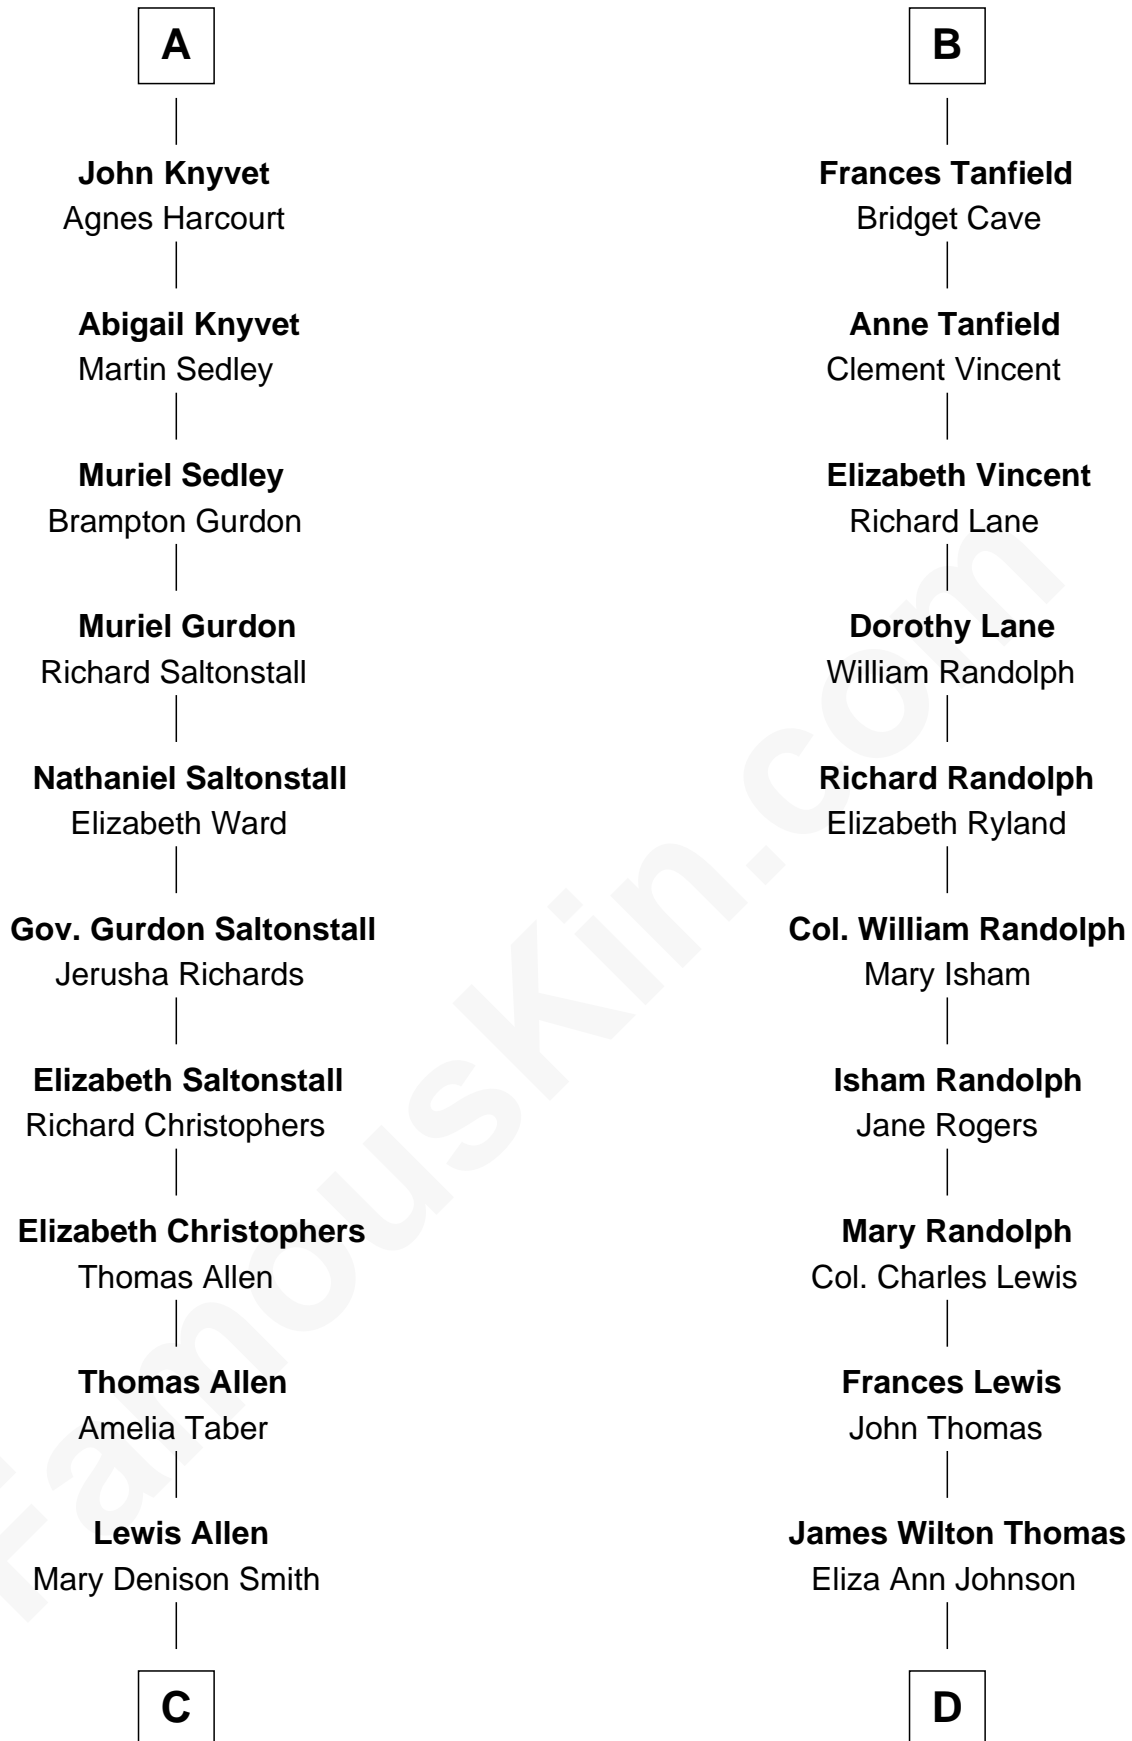 A
John Knyvet
Agnes Harcourt
Abigail Knyvet
Martin Sedley
Muriel Sedley
Brampton Gurdon
Muriel Gurdon
Richard Saltonstall
Nathaniel Saltonstall
Elizabeth Ward
Gov. Gurdon Saltonstall
Jerusha Richards
Elizabeth Saltonstall
Richard Christophers
Elizabeth Christophers
Thomas Allen
Thomas Allen
Amelia Taber
Lewis Allen
Mary Denison Smith
C
B
Frances Tanfield
Bridget Cave
Anne Tanfield
Clement Vincent
Elizabeth Vincent
Richard Lane
Dorothy Lane
William Randolph
Richard Randolph
Elizabeth Ryland
Col. William Randolph
Mary Isham
Isham Randolph
Jane Rogers
Mary Randolph
Col. Charles Lewis
Frances Lewis
John Thomas
James Wilton Thomas
Eliza Ann Johnson
D
FamousKin.com